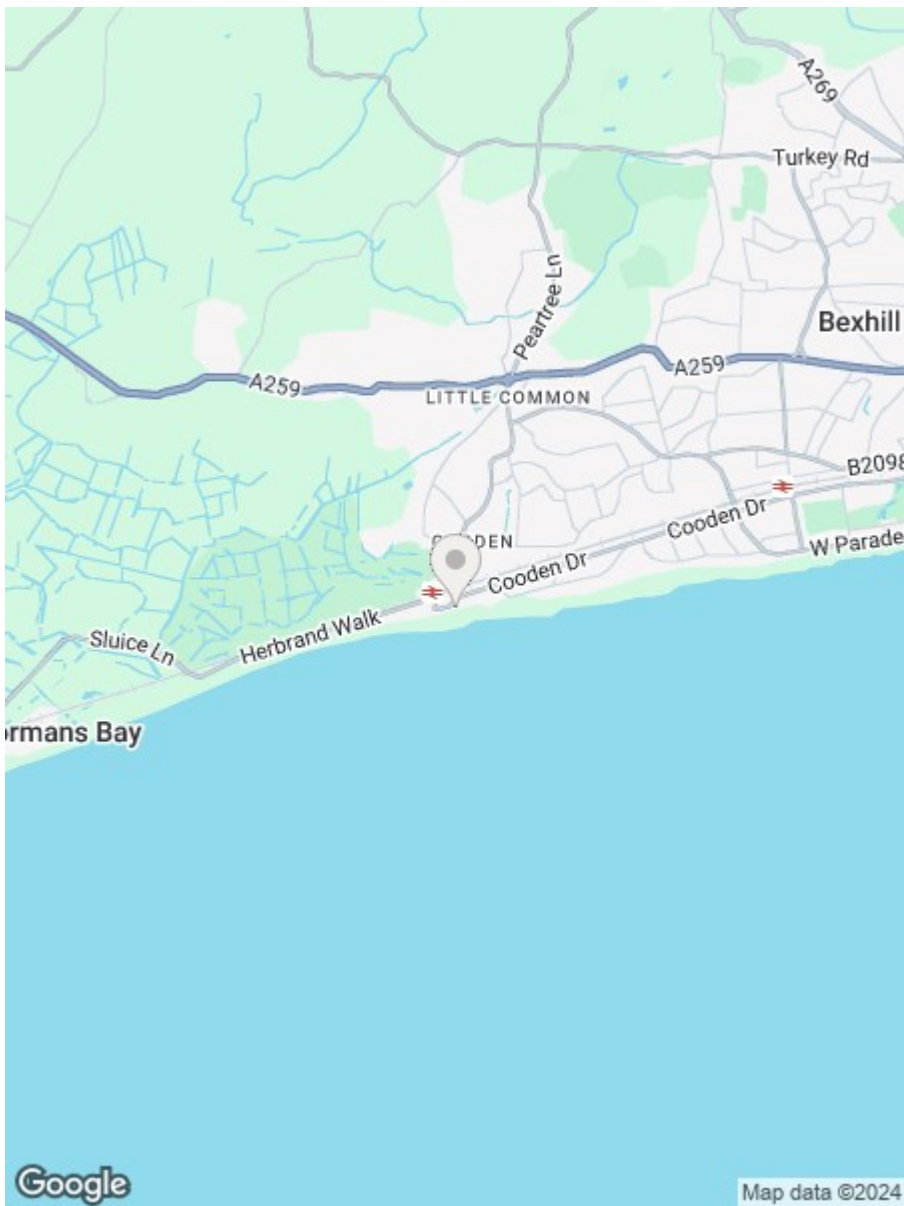 A269
Turkey Rd
Peartree Ln
Bexhill
A259
A259
LITTLE COMMON
B2098
Cooden Dr
W Parade
Cooden Dr
Herbrand Walk
Sluice Ln
ormans Bay
Google
Map data ©2024